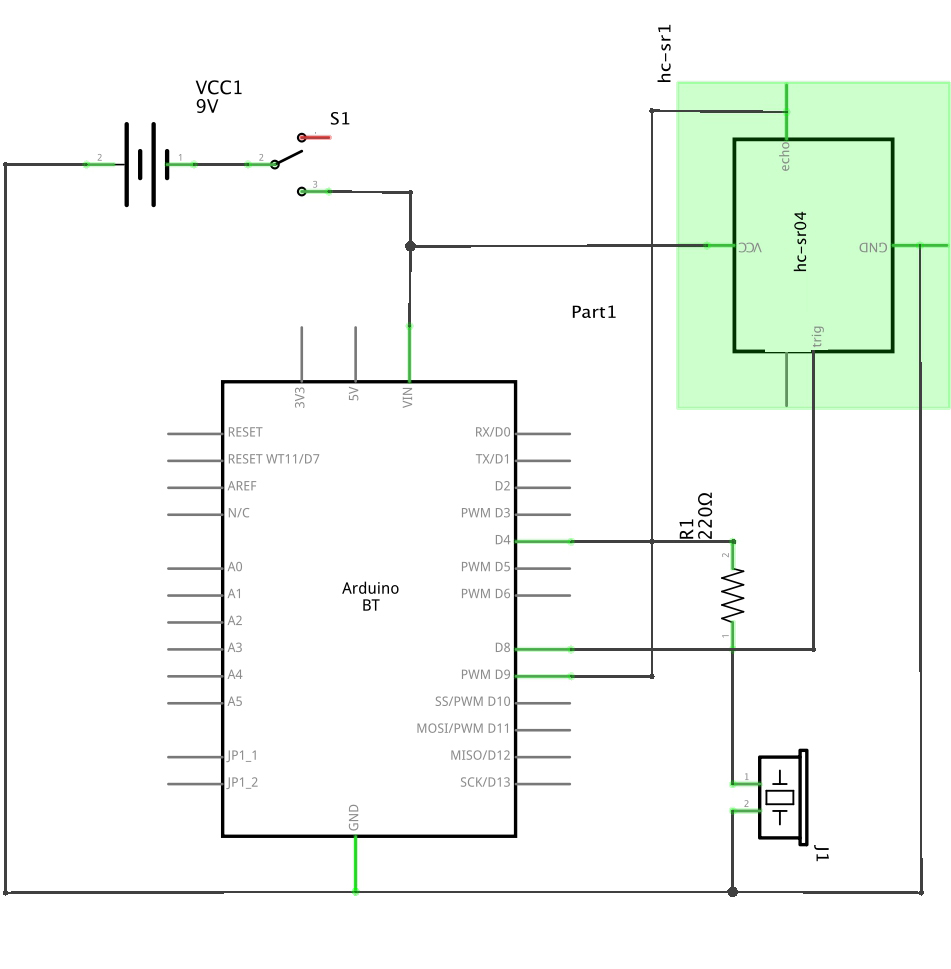 hc-sr1
VCC1
9V
S1
2
1
2
3
echo
hc-sr04
VCC
GND
trig
Part1
3V3
5V
VIN
RESET
RX/D0
RESET WT11/D7
TX/D1
AREF
D2
N/C
PWM D3
D4
R1
220Ω
2
A0
PWM D5
Arduino
BT
A1
PWM D6
A2
1
A3
D8
A4
PWM D9
A5
SS/PWM D10
MOSI/PWM D11
JP1_1
MISO/D12
JP1_2
SCK/D13
1
2
GND
J1